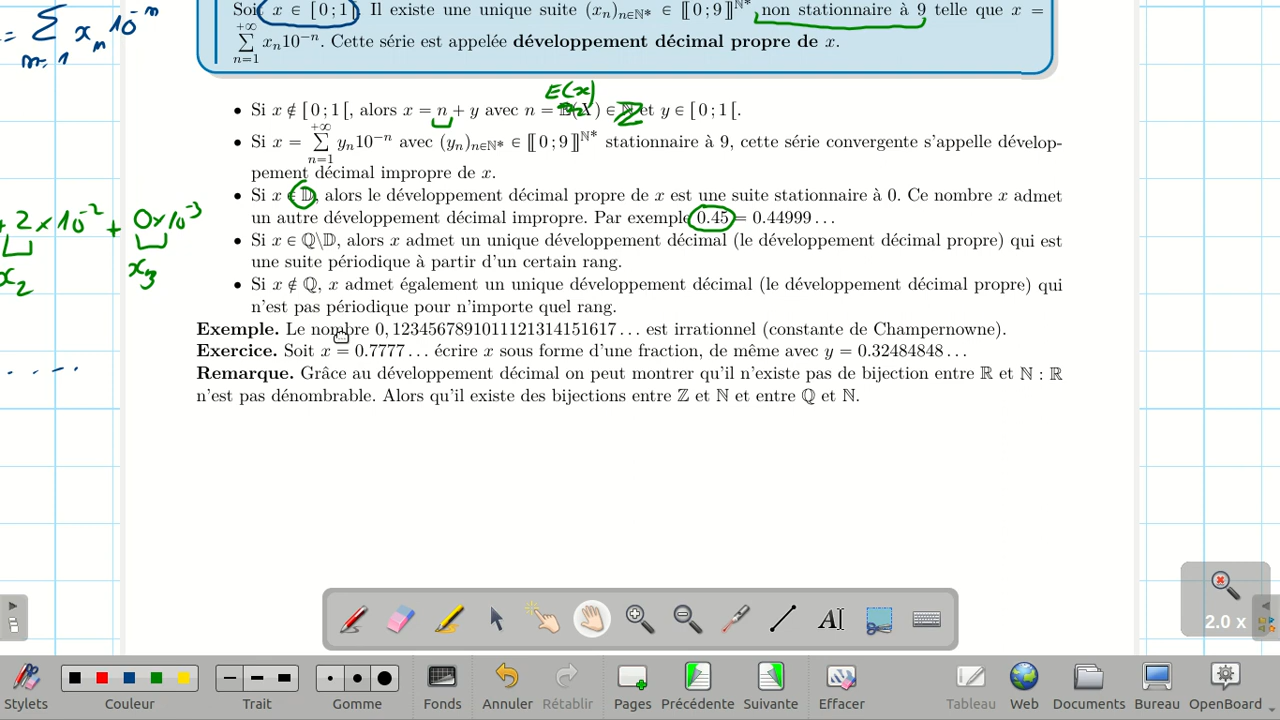 = ∑ xₙ10⁻ⁿ
n=1
Soit x ∈ [0 ; 1[. Il existe une unique suite (xₙ)ₙ∈ℕ* ∈ ⟦0 ; 9⟧^ℕ* non stationnaire à 9 telle que x =
+∞
∑ xₙ10⁻ⁿ. Cette série est appelée développement décimal propre de x.
n=1
E(x)
• Si x ∉ [0 ; 1[, alors x = n + y avec n = 𝔼(X) ∈ ℕ ℤ et y ∈ [0 ; 1[.
+∞
• Si x = ∑ yₙ10⁻ⁿ avec (yₙ)ₙ∈ℕ* ∈ ⟦0 ; 9⟧^ℕ* stationnaire à 9, cette série convergente s'appelle dévelop-
n=1
pement décimal impropre de x.
• Si x ∈ 𝔻, alors le développement décimal propre de x est une suite stationnaire à 0. Ce nombre x admet
+ 2×10⁻² + 0×10⁻³
un autre développement décimal impropre. Par exemple 0.45 = 0.44999 . . .
• Si x ∈ ℚ\𝔻, alors x admet un unique développement décimal (le développement décimal propre) qui est
une suite périodique à partir d'un certain rang.
x₂ x₃
• Si x ∉ ℚ, x admet également un unique développement décimal (le développement décimal propre) qui
n'est pas périodique pour n'importe quel rang.
Exemple. Le nombre 0, 1234567891011121314151617 . . . est irrationnel (constante de Champernowne).
Exercice. Soit x = 0.7777 . . . écrire x sous forme d'une fraction, de même avec y = 0.32484848 . . .
Remarque. Grâce au développement décimal on peut montrer qu'il n'existe pas de bijection entre ℝ et ℕ : ℝ
n'est pas dénombrable. Alors qu'il existe des bijections entre ℤ et ℕ et entre ℚ et ℕ.
2.0 x
Stylets Couleur Trait Gomme Fonds Annuler Rétablir Pages Précédente Suivante Effacer Tableau Web Documents Bureau OpenBoard